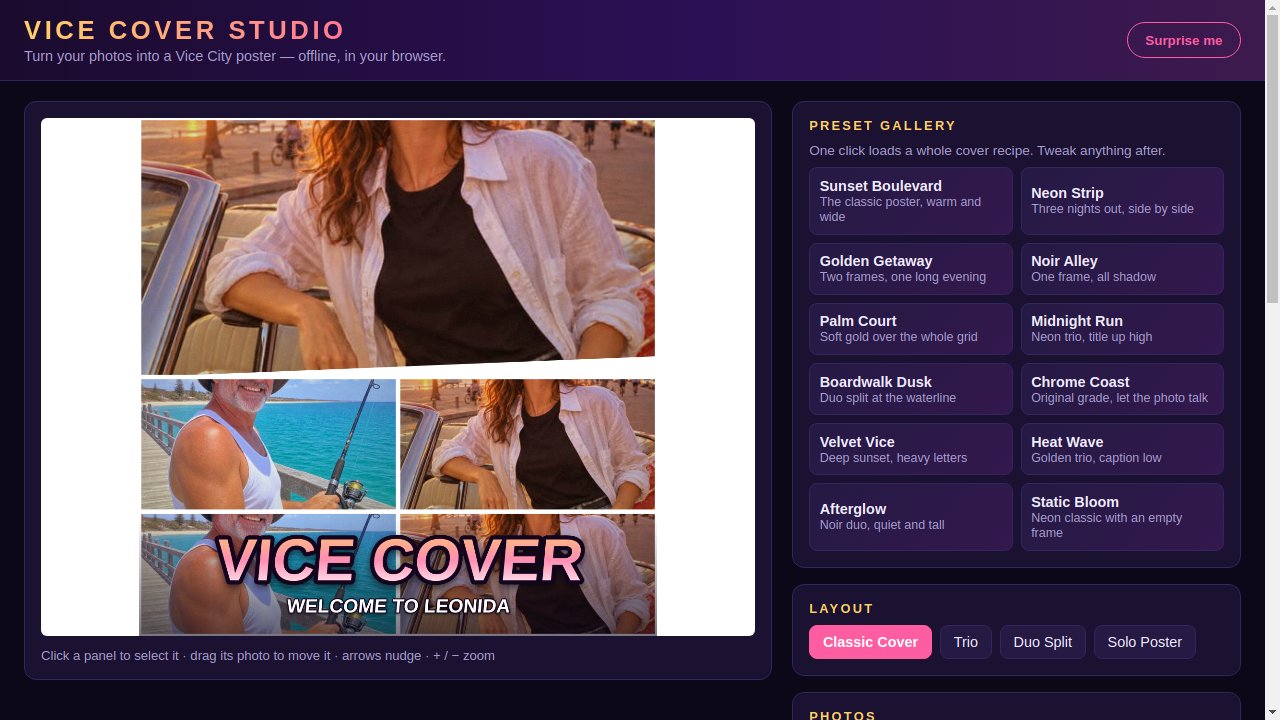 VICE COVER STUDIO
Turn your photos into a Vice City poster — offline, in your browser.
Surprise me
VICE COVER
WELCOME TO LEONIDA
Click a panel to select it · drag its photo to move it · arrows nudge · + / − zoom
PRESET GALLERY
One click loads a whole cover recipe. Tweak anything after.
Sunset Boulevard
The classic poster, warm and
wide
Neon Strip
Three nights out, side by side
Golden Getaway
Two frames, one long evening
Noir Alley
One frame, all shadow
Palm Court
Soft gold over the whole grid
Midnight Run
Neon trio, title up high
Boardwalk Dusk
Duo split at the waterline
Chrome Coast
Original grade, let the photo talk
Velvet Vice
Deep sunset, heavy letters
Heat Wave
Golden trio, caption low
Afterglow
Noir duo, quiet and tall
Static Bloom
Neon classic with an empty
frame
LAYOUT
Classic Cover
Trio
Duo Split
Solo Poster
PHOTOS